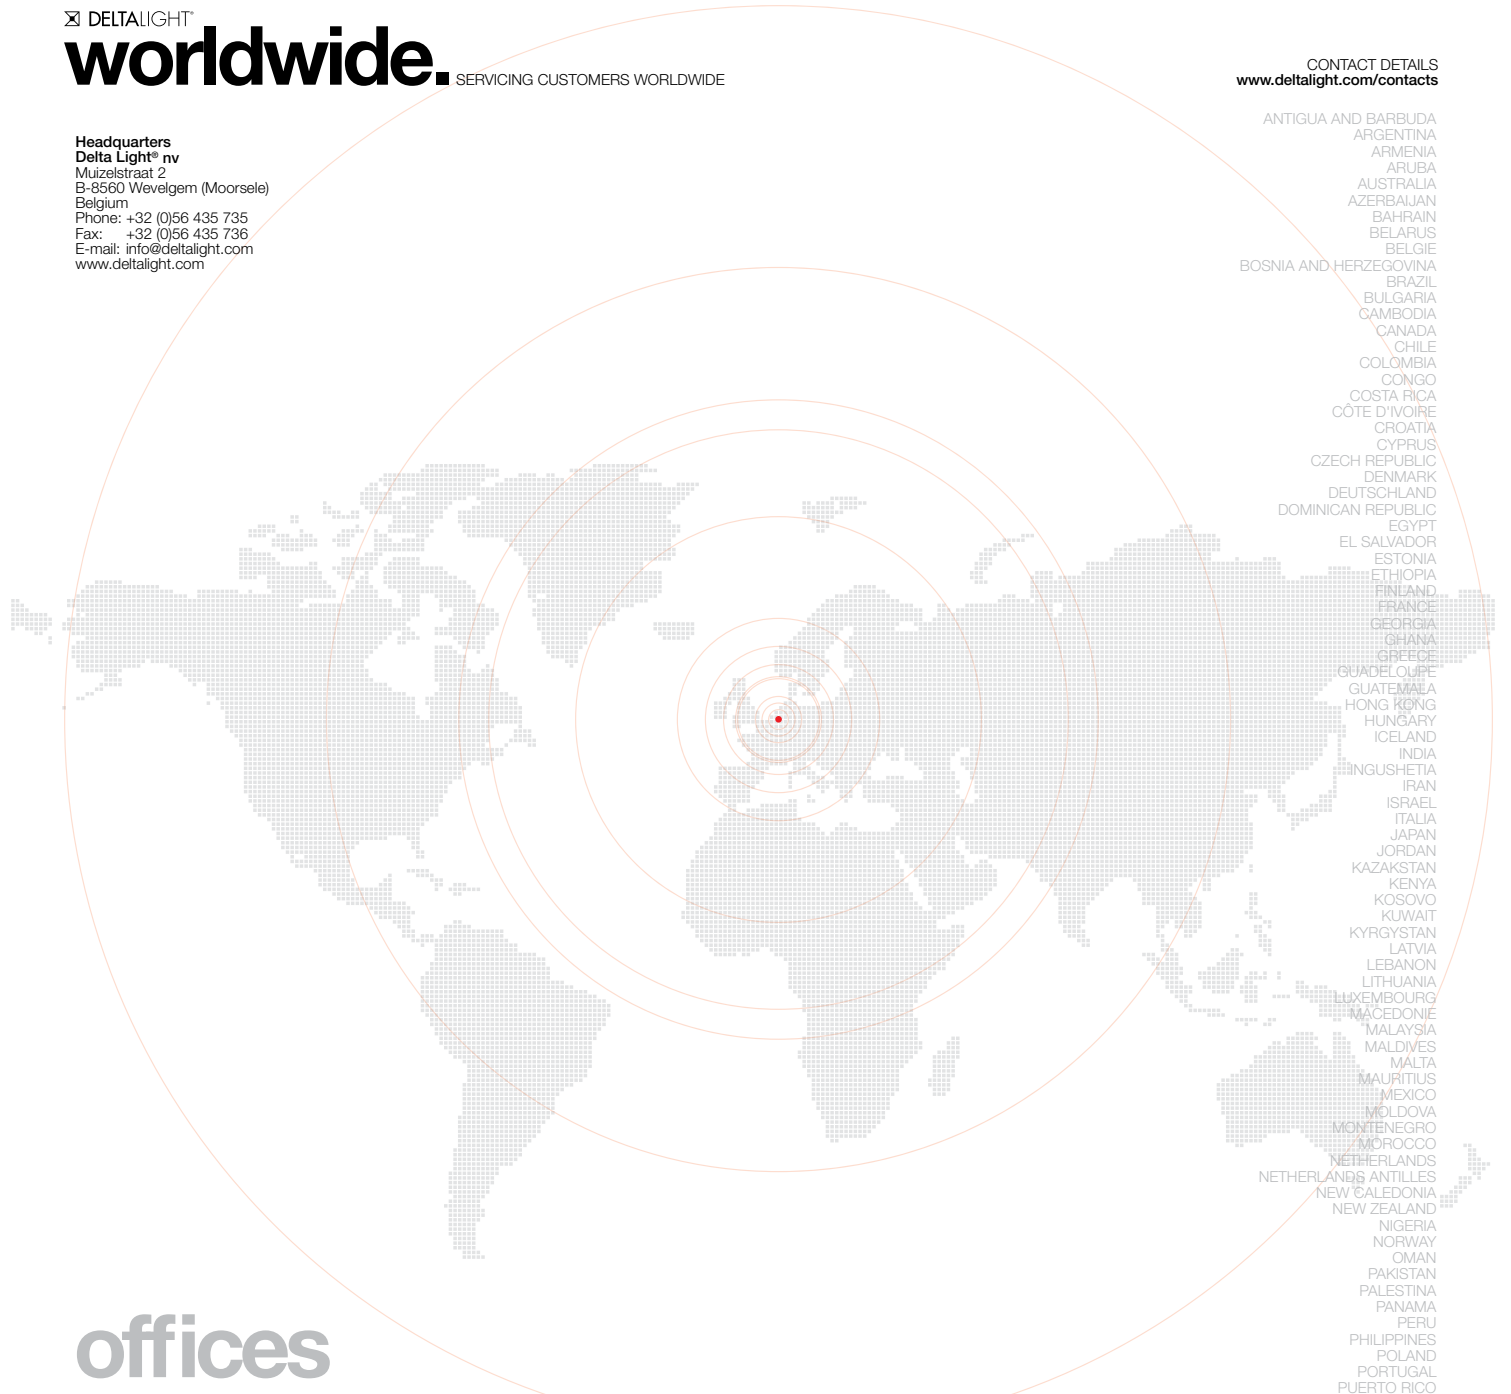 DELTALIGHT®
worldwide. SERVICING CUSTOMERS WORLDWIDE
CONTACT DETAILS
www.deltalight.com/contacts
Headquarters
Delta Light® nv
Muizelstraat 2
B-8560 Wevelgem (Moorsele)
Belgium
Phone: +32 (0)56 435 735
Fax: +32 (0)56 435 736
E-mail: info@deltalight.com
www.deltalight.com
ANTIGUA AND BARBUDA
ARGENTINA
ARMENIA
ARUBA
AUSTRALIA
AZERBAIJAN
BAHRAIN
BELARUS
BELGIE
BOSNIA AND HERZEGOVINA
BRAZIL
BULGARIA
CAMBODIA
CANADA
CHILE
COLOMBIA
CONGO
COSTA RICA
CÔTE D'IVOIRE
CROATIA
CYPRUS
CZECH REPUBLIC
DENMARK
DEUTSCHLAND
DOMINICAN REPUBLIC
EGYPT
EL SALVADOR
ESTONIA
ETHIOPIA
FINLAND
FRANCE
GEORGIA
GHANA
GREECE
GUADELOUPE
GUATEMALA
HONG KONG
HUNGARY
ICELAND
INDIA
INGUSHETIA
IRAN
ISRAEL
ITALIA
JAPAN
JORDAN
KAZAKSTAN
KENYA
KOSOVO
KUWAIT
KYRGYSTAN
LATVIA
LEBANON
LITHUANIA
LUXEMBOURG
MACEDONIE
MALAYSIA
MALDIVES
MALTA
MAURITIUS
MEXICO
MOLDOVA
MONTENEGRO
MOROCCO
NETHERLANDS
NETHERLANDS ANTILLES
NEW CALEDONIA
NEW ZEALAND
NIGERIA
NORWAY
OMAN
PAKISTAN
PALESTINA
PANAMA
PERU
PHILIPPINES
POLAND
PORTUGAL
PUERTO RICO
offices